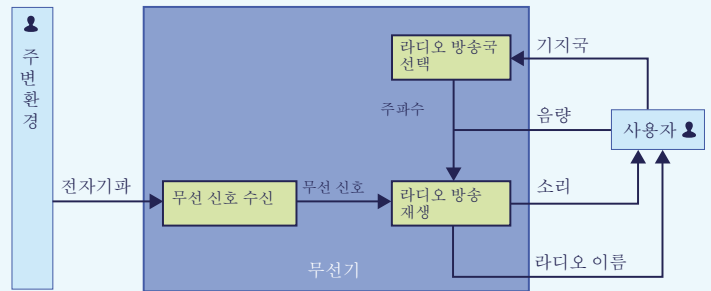 주변환경
라디오 방송국
선택
기지국
주파수
음량
사용자
전자기파
무선 신호 수신
무선 신호
라디오 방송
재생
소리
라디오 이름
무선기